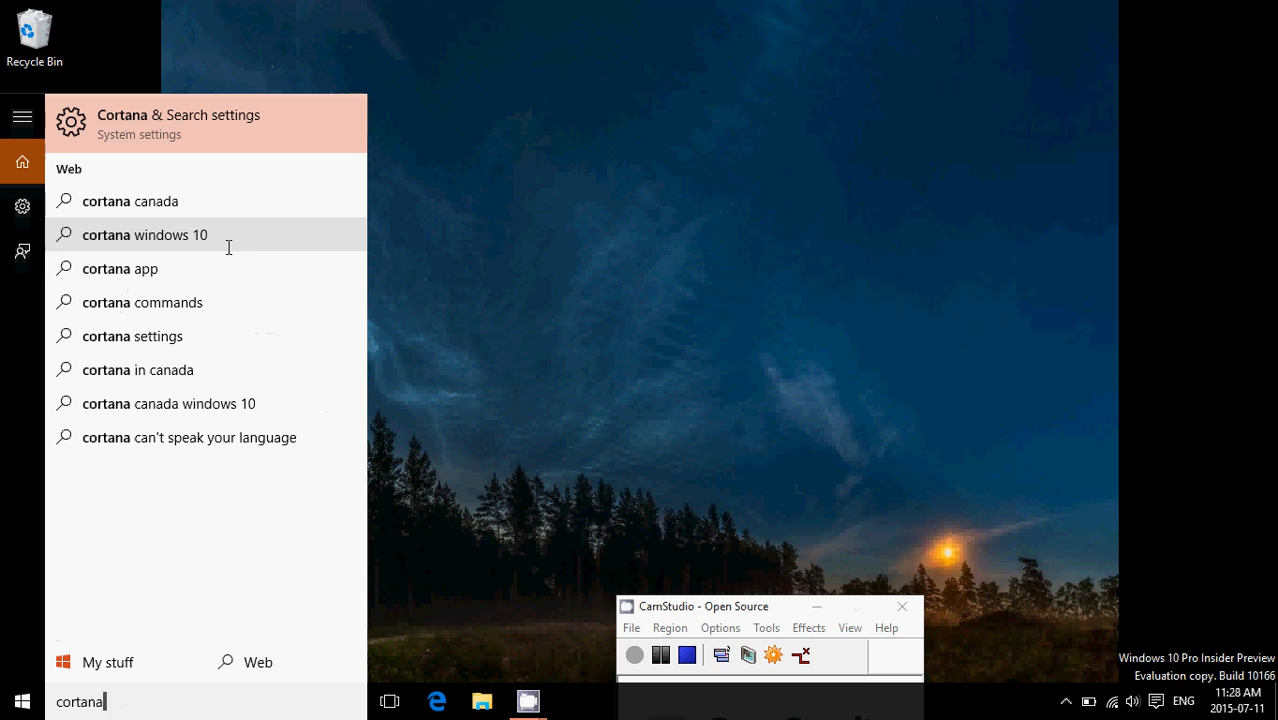 Recycle Bin
Cortana & Search settings
System settings
Web
cortana canada
cortana windows 10
cortana app
cortana commands
cortana settings
cortana in canada
cortana canada windows 10
cortana can't speak your language
My stuff
Web
cortana
CamStudio - Open Source
File Region Options Tools Effects View Help
Windows 10 Pro Insider Preview
Evaluation copy. Build 10166
ENG
11:28 AM
2015-07-11